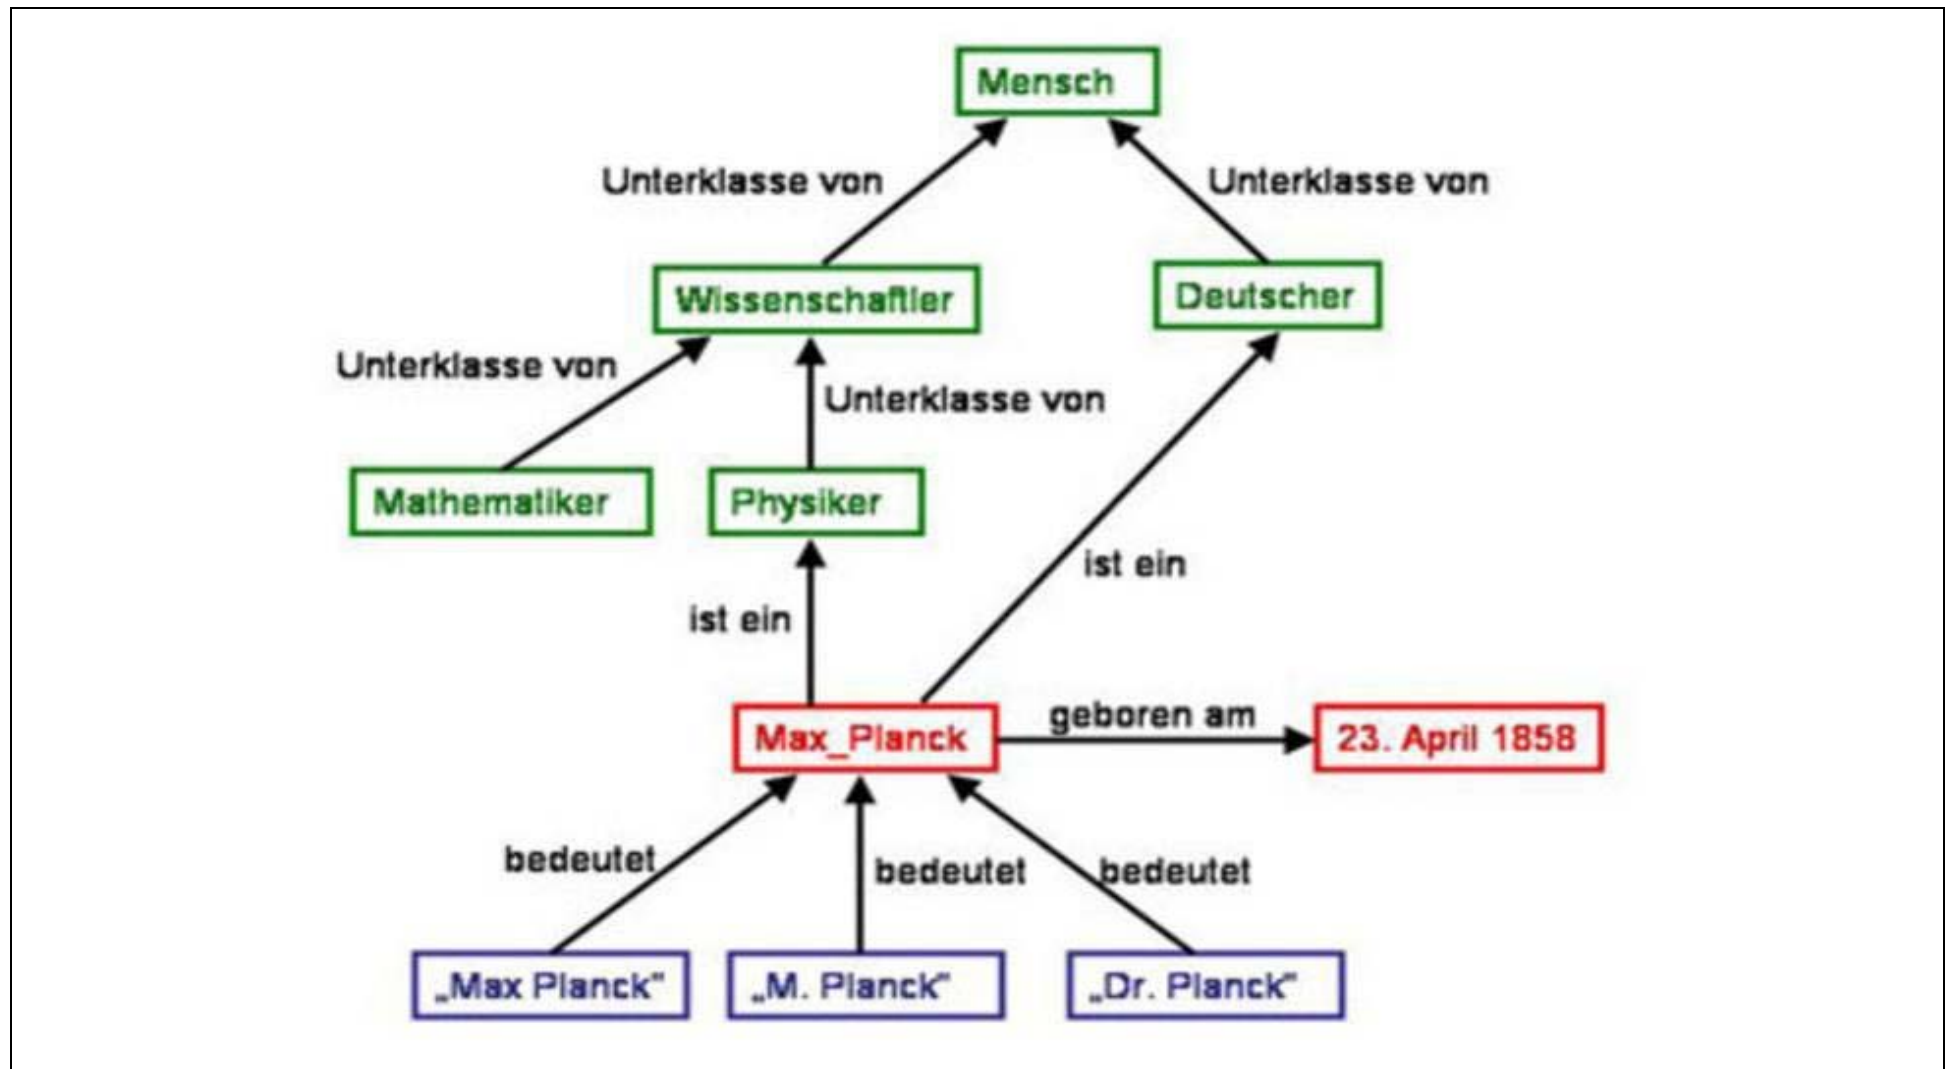 Mensch
Unterklasse von
Unterklasse von
Wissenschaftler
Deutscher
Unterklasse von
Unterklasse von
Mathematiker
Physiker
ist ein
ist ein
Max_Planck
geboren am
23. April 1858
bedeutet
bedeutet
bedeutet
„Max Planck“
„M. Planck“
„Dr. Planck“